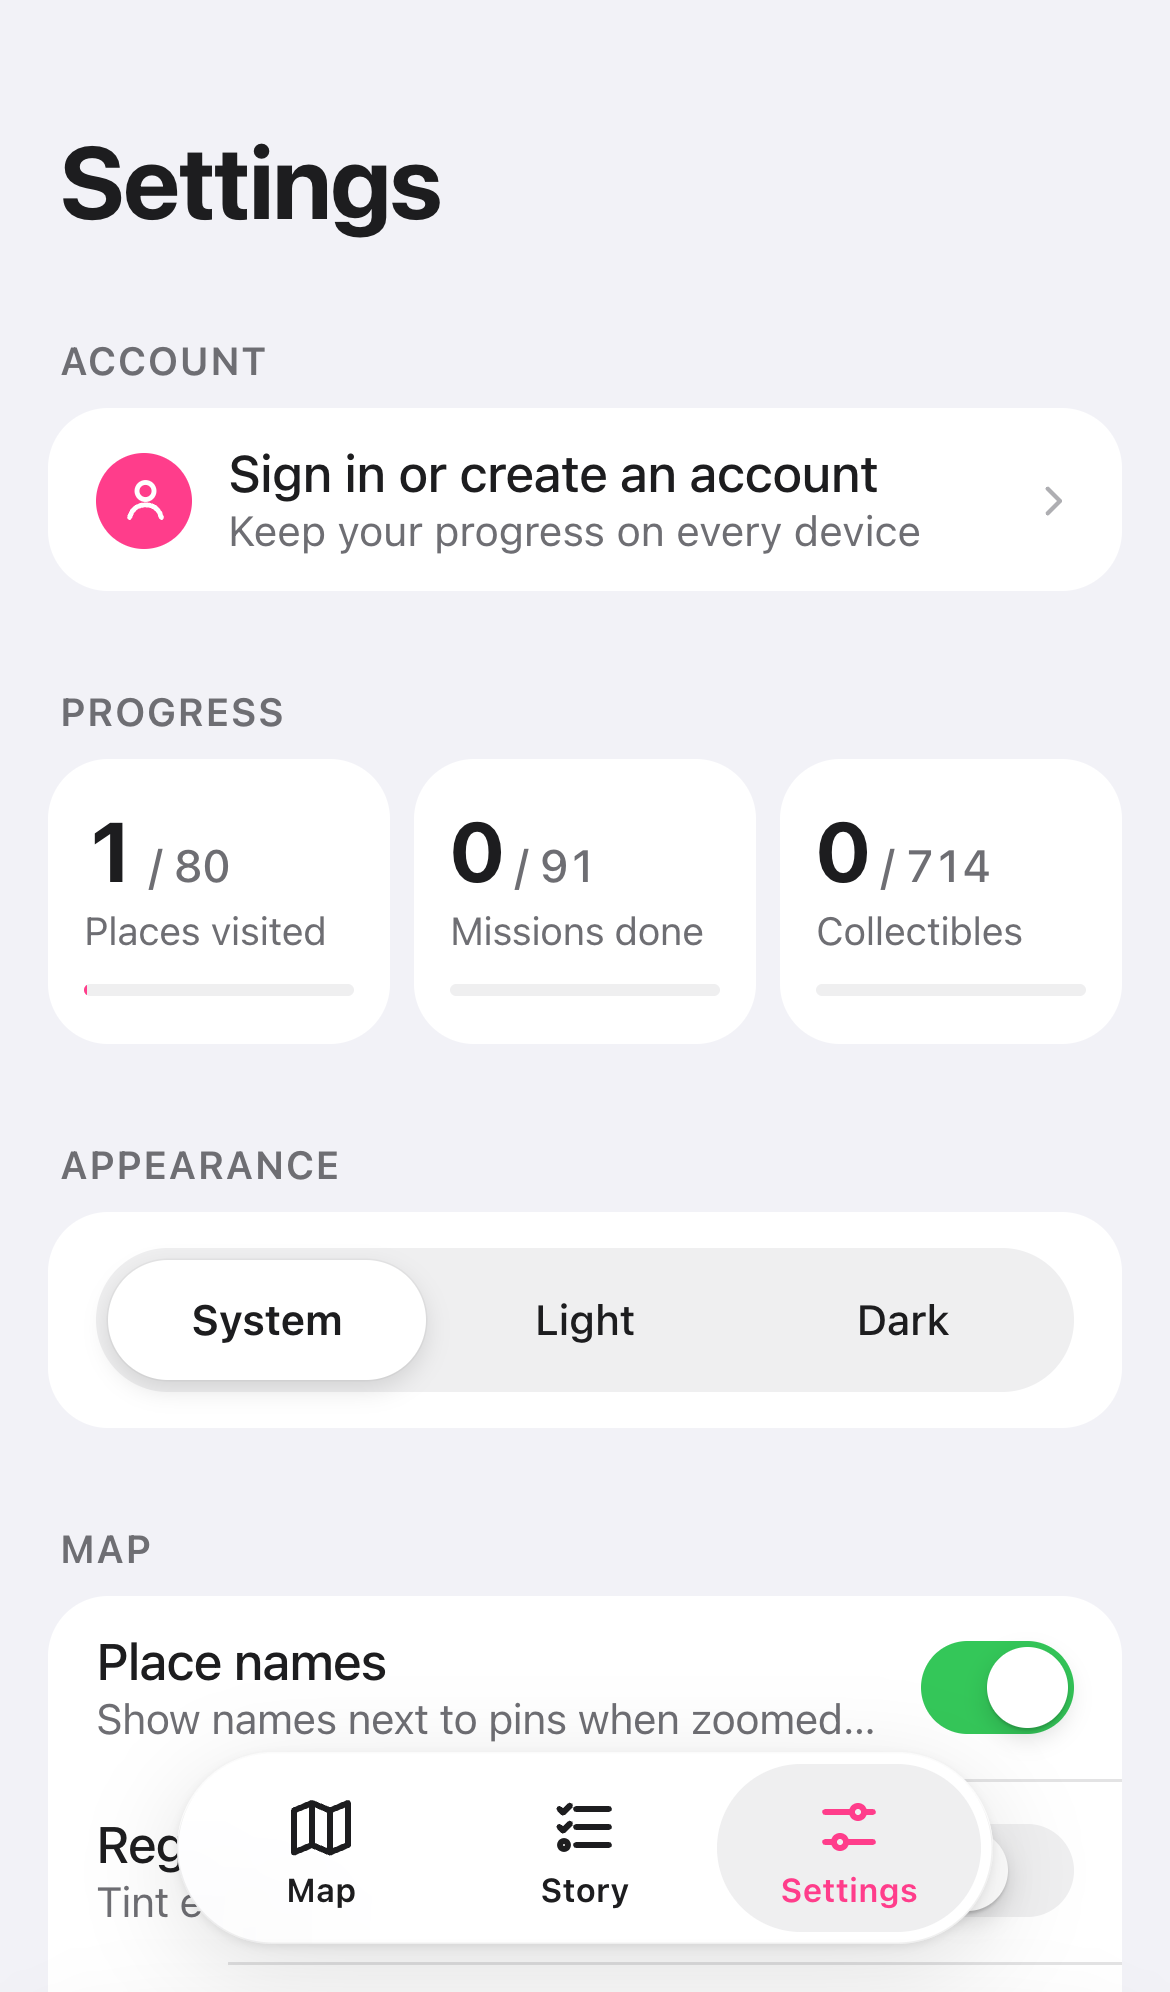 Settings
ACCOUNT
Sign in or create an account
Keep your progress on every device
PROGRESS
1 / 80
Places visited
0 / 91
Missions done
0 / 714
Collectibles
APPEARANCE
System
Light
Dark
MAP
Place names
Show names next to pins when zoomed...
Tint
Map
Story
Settings